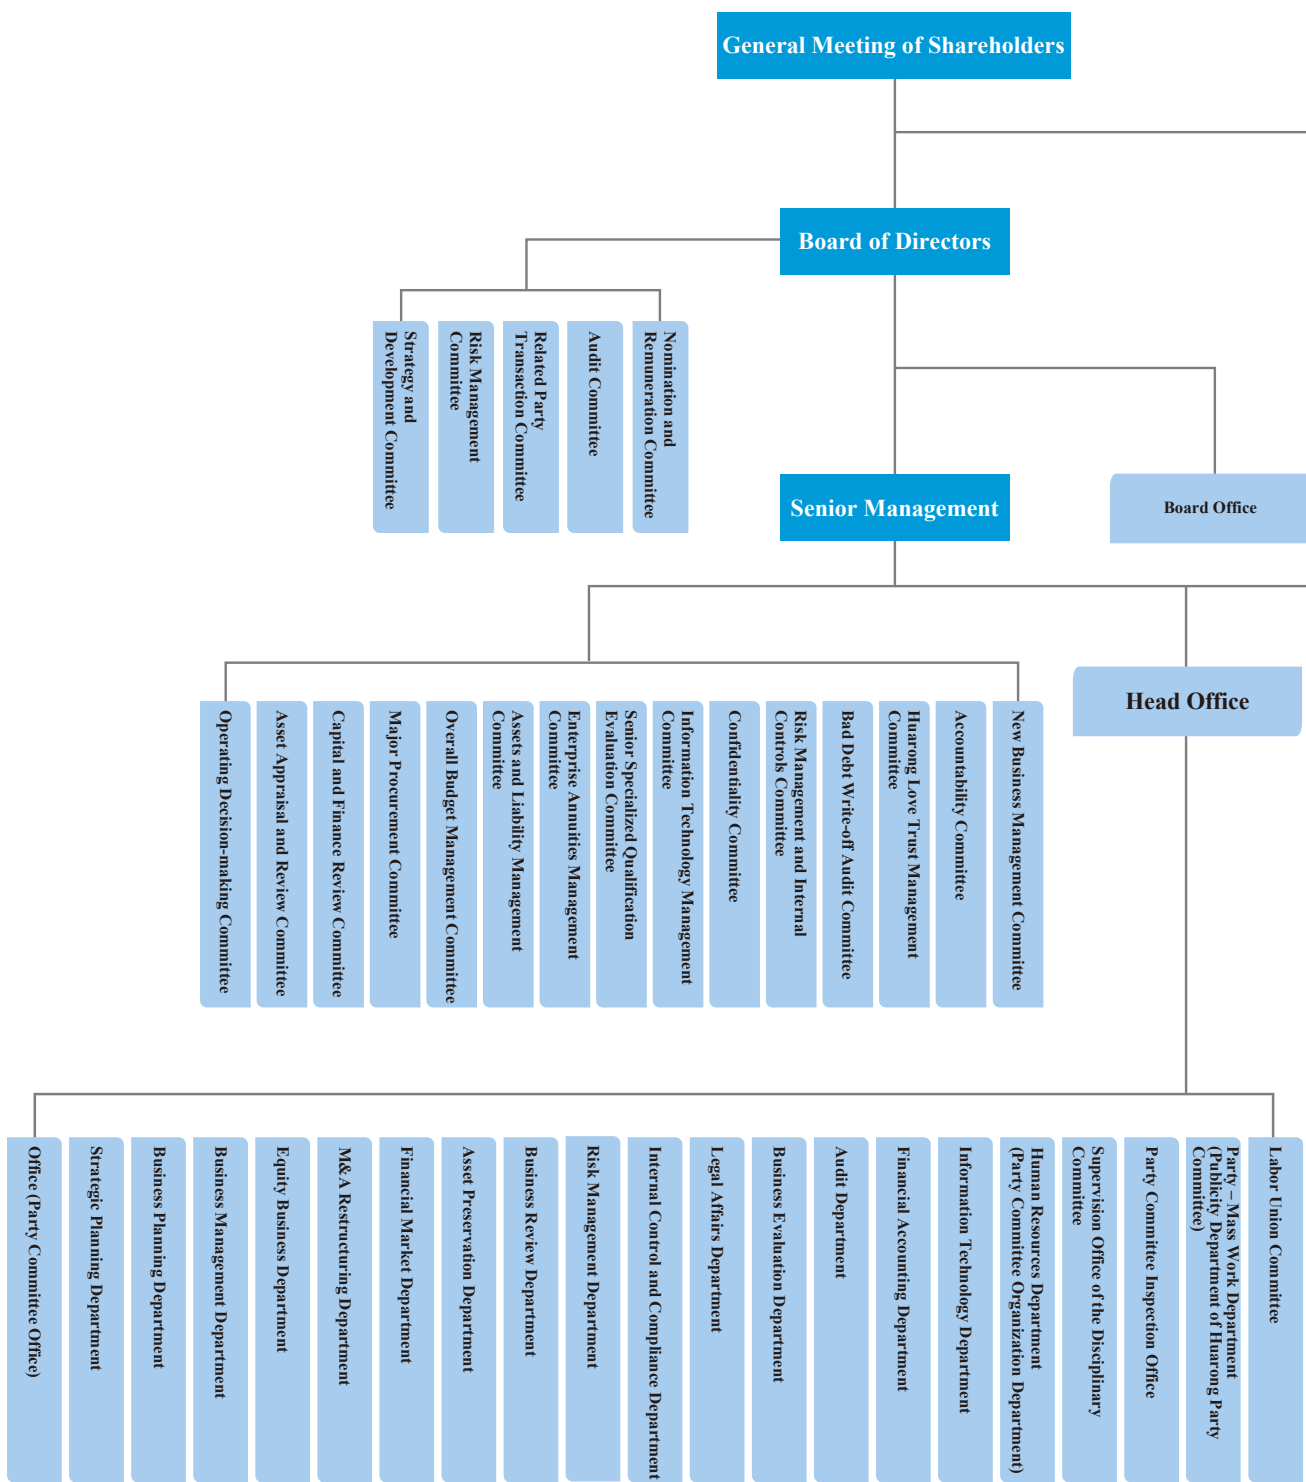 General Meeting of Shareholders
Board of Directors
Strategy and
Development Committee
Risk Management
Committee
Related Party
Transaction Committee
Audit Committee
Nomination and
Remuneration Committee
Senior Management
Board Office
Head Office
Operating Decision-making Committee
Asset Appraisal and Review Committee
Capital and Finance Review Committee
Major Procurement Committee
Overall Budget Management Committee
Assets and Liability Management
Committee
Enterprise Annuities Management
Committee
Senior Specialized Qualification
Evaluation Committee
Information Technology Management
Committee
Confidentiality Committee
Risk Management and Internal
Controls Committee
Bad Debt Write-off Audit Committee
Huarong Love Trust Management
Committee
Accountability Committee
New Business Management Committee
Office (Party Committee Office)
Strategic Planning Department
Business Planning Department
Business Management Department
Equity Business Department
M&A Restructuring Department
Financial Market Department
Asset Preservation Department
Business Review Department
Risk Management Department
Internal Control and Compliance Department
Legal Affairs Department
Business Evaluation Department
Audit Department
Financial Accounting Department
Information Technology Department
Human Resources Department
(Party Committee Organization Department)
Supervision Office of the Disciplinary
Committee
Party Committee Inspection Office
Party – Mass Work Department
(Publicity Department of Huarong Party
Committee)
Labor Union Committee